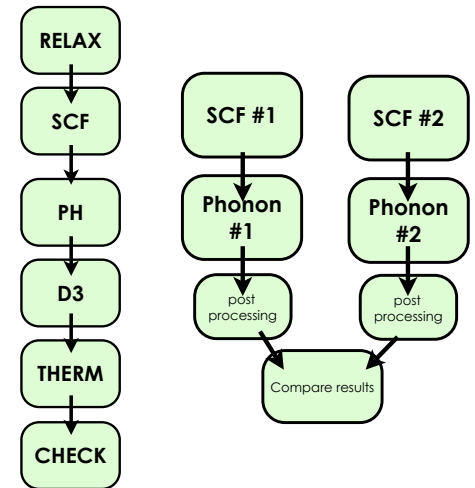 RELAX
SCF
PH
D3
THERM
CHECK
SCF #1
Phonon
#1
post
processing
SCF #2
Phonon
#2
post
processing
Compare results